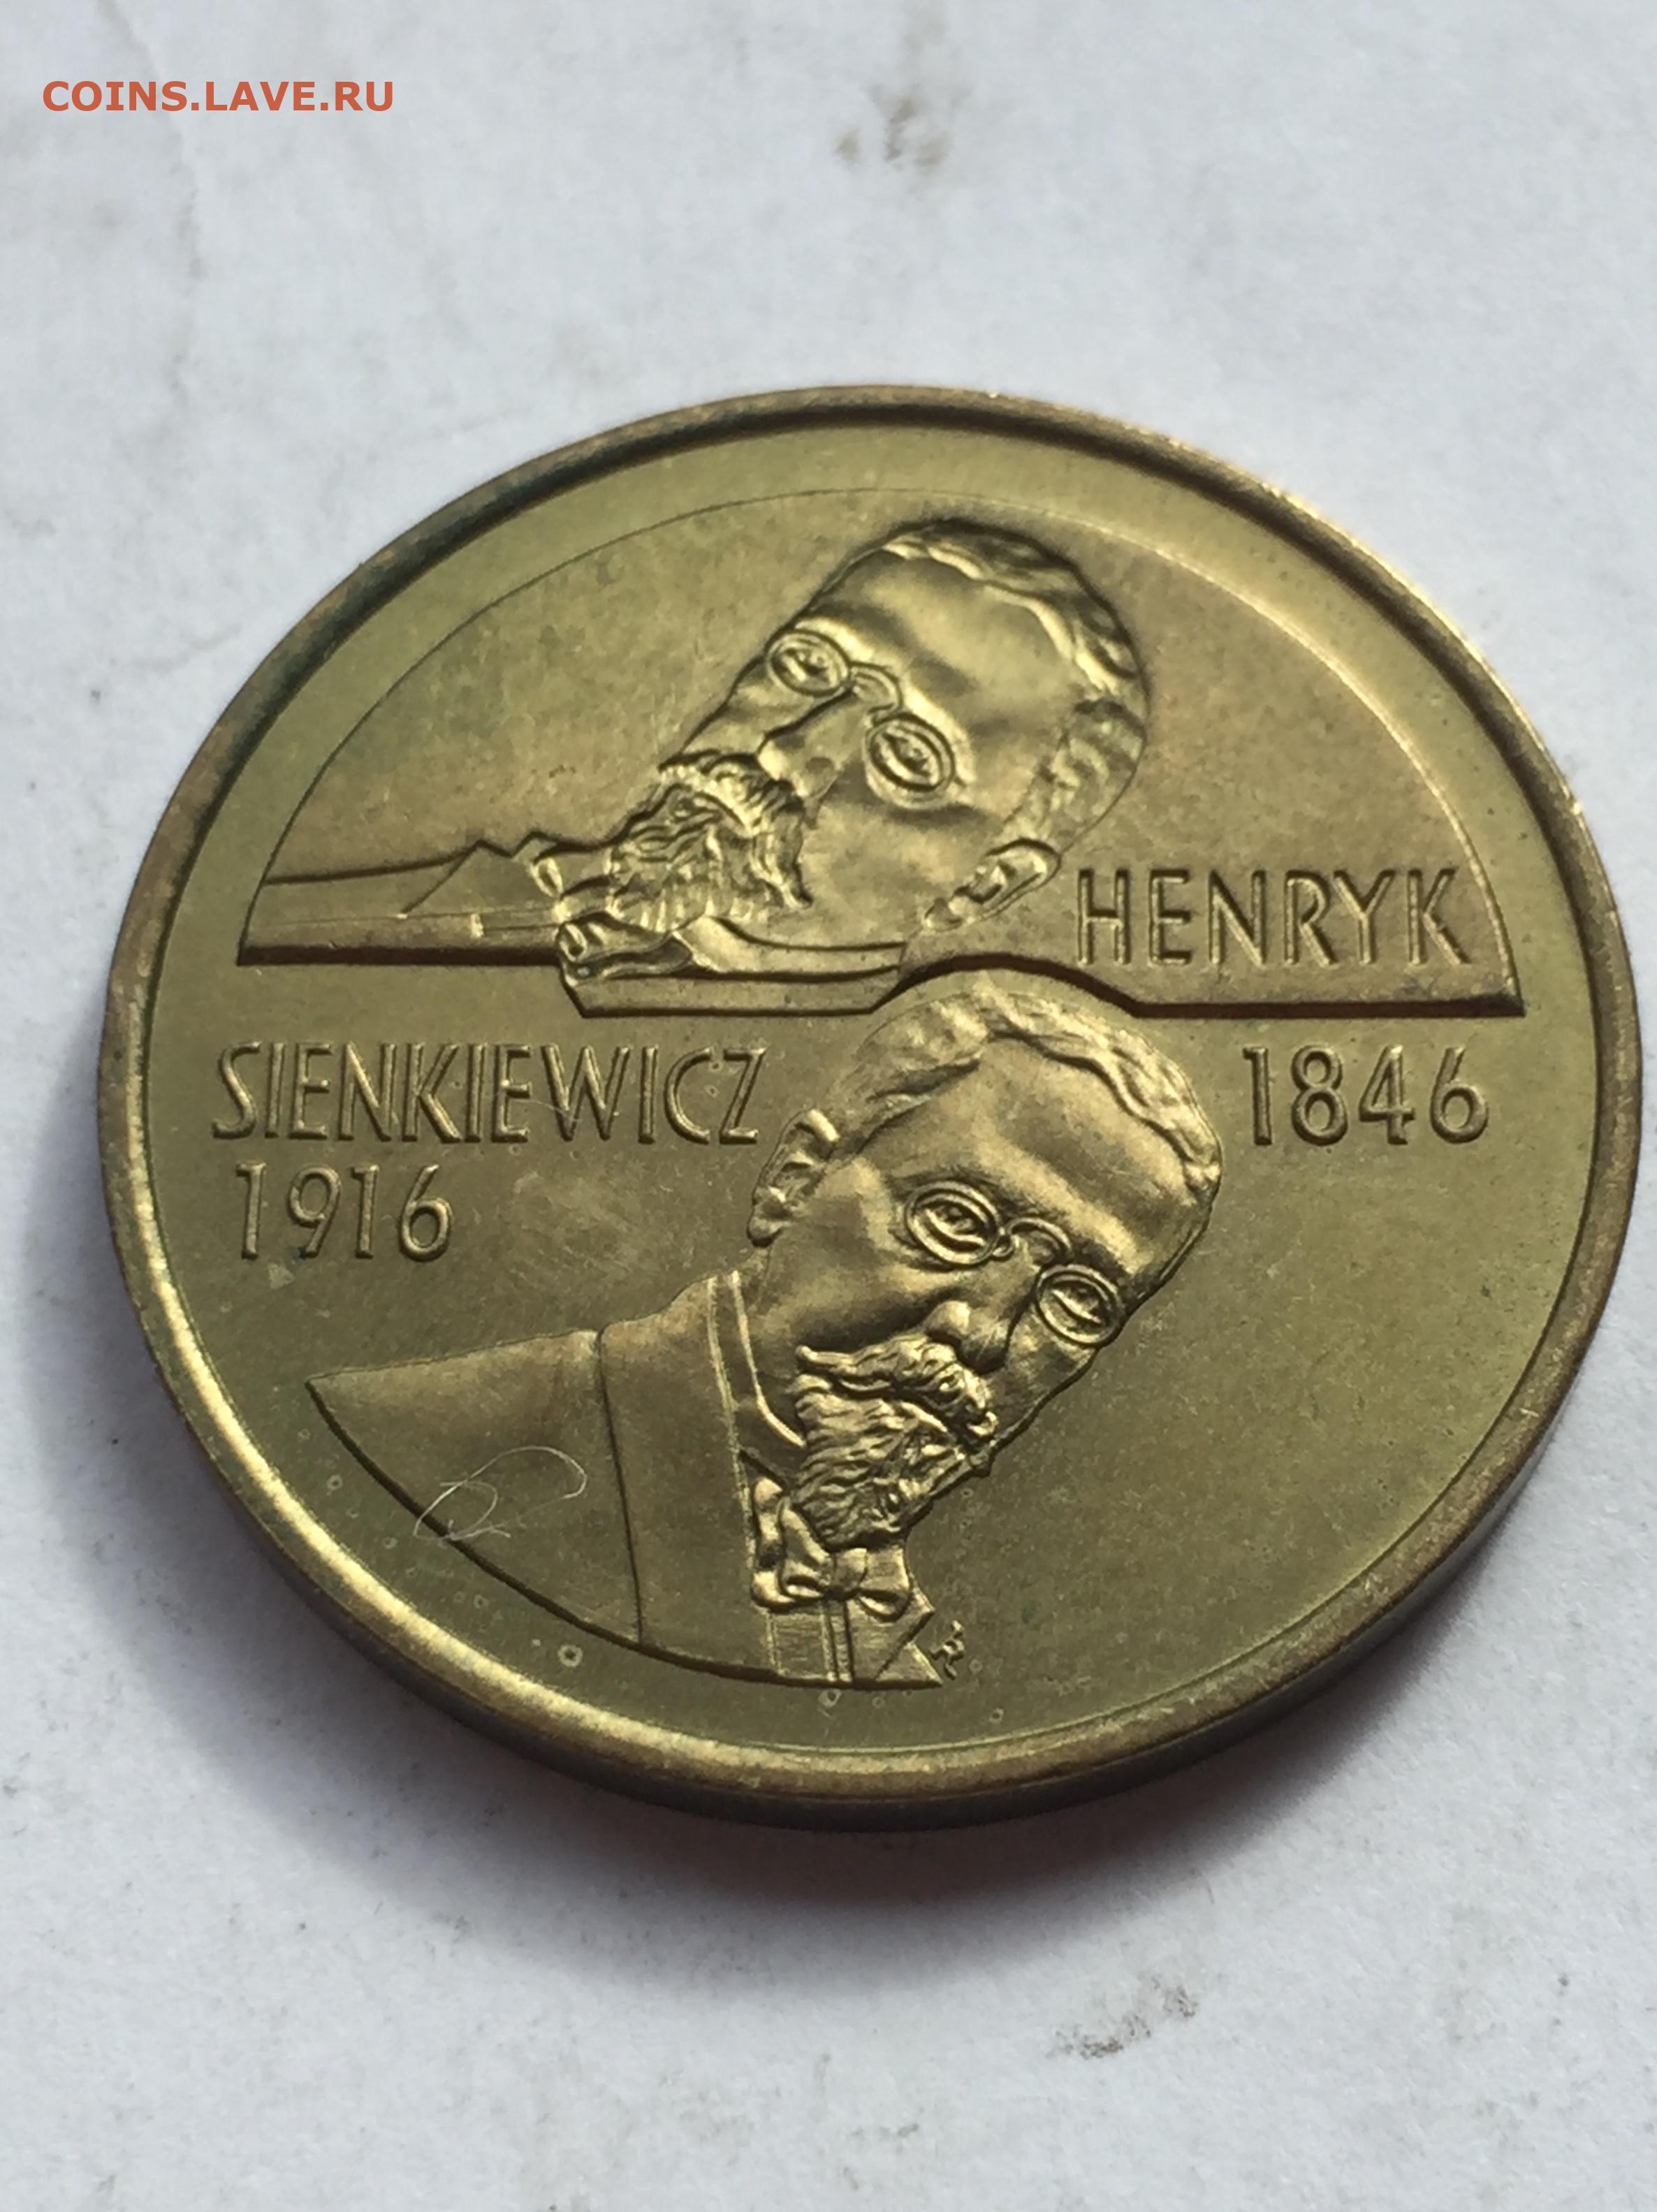 COINS.LAVE.RU
HENRYK
SIENKIEWICZ 1846
1916